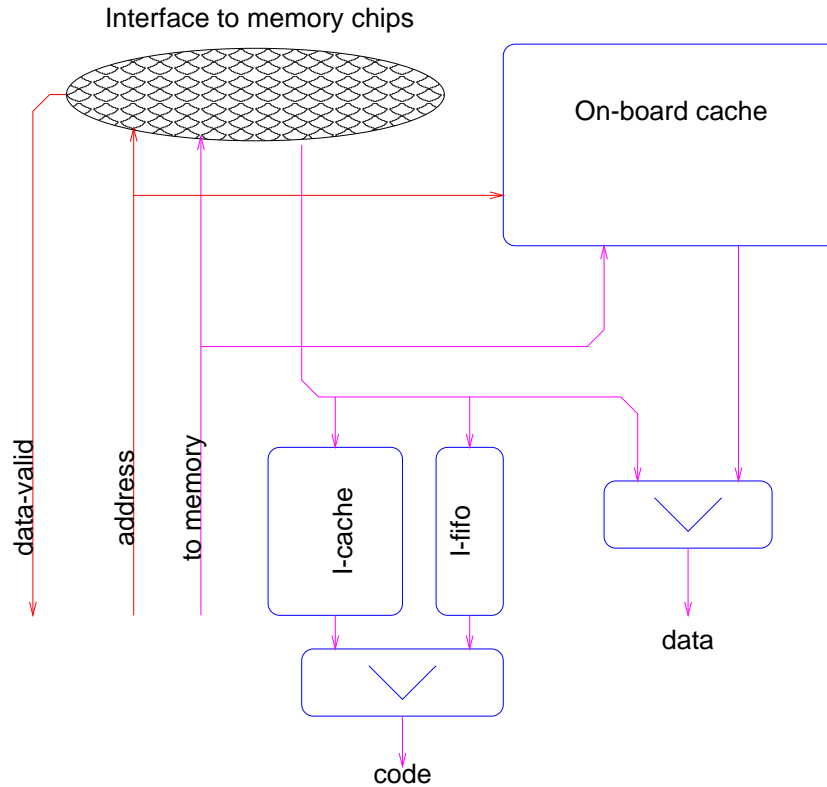 Interface to memory chips
On-board cache
data-valid
address
to memory
I-cache
I-fifo
data
code